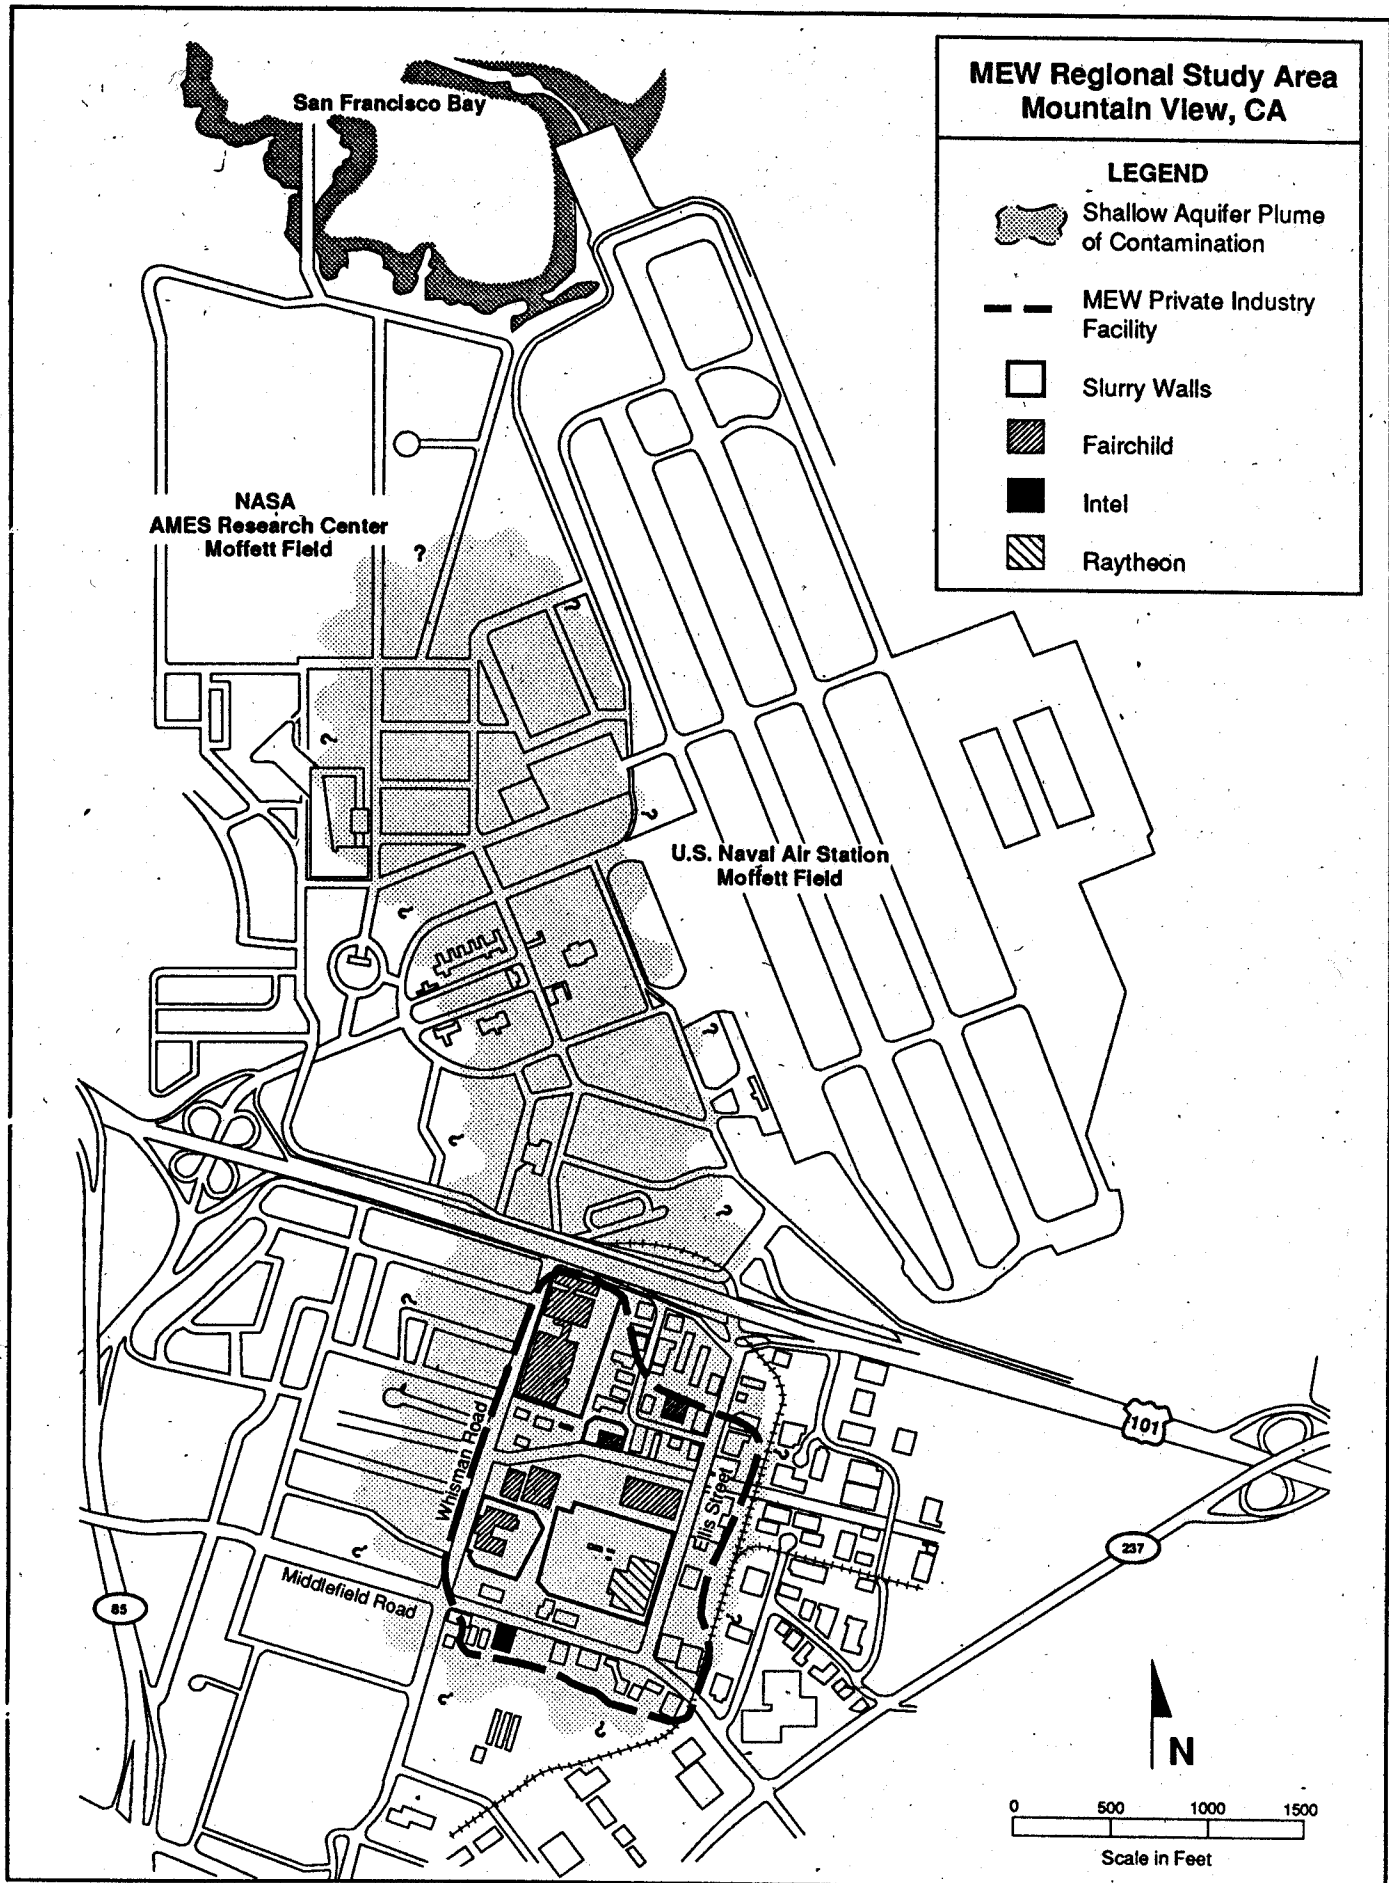 MEW Regional Study Area
Mountain View, CA
LEGEND
Shallow Aquifer Plume
of Contamination
MEW Private Industry
Facility
Slurry Walls
Fairchild
Intel
Raytheon
San Francisco Bay
NASA
AMES Research Center
Moffett Field
?
?
?
?
U.S. Naval Air Station
Moffett Field
?
?
?
?
?
Whisman Road
Ellis Street
?
101
237
?
Middlefield Road
85
?
?
?
N
0 500 1000 1500
Scale in Feet